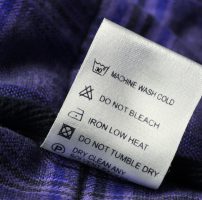 MACHINE WASH COLD
DO NOT BLEACH
IRON LOW HEAT
DO NOT TUMBLE DRY
P DRY CLEAN ANY